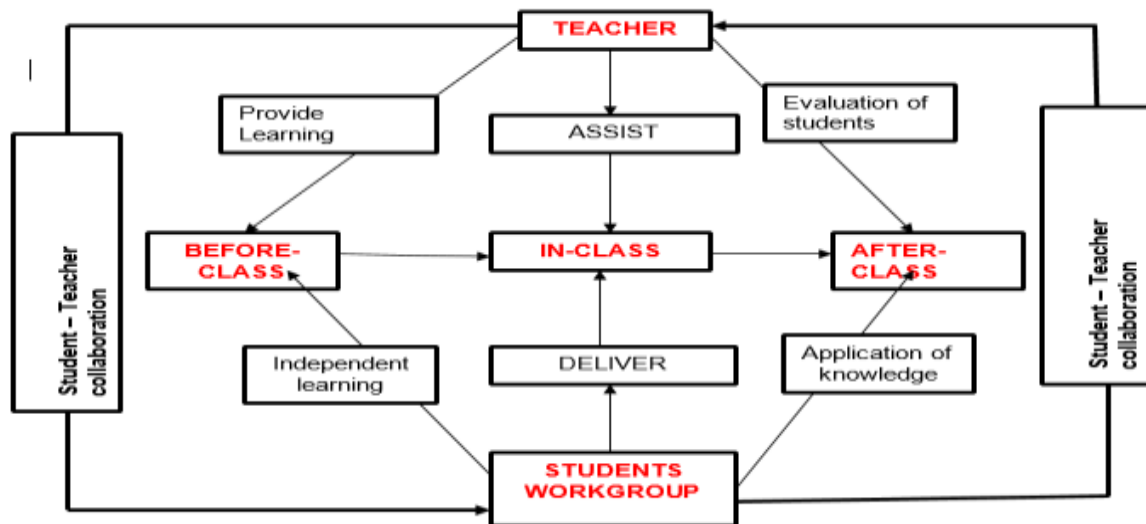 TEACHER
Provide
Learning
ASSIST
Evaluation of
students
Student – Teacher
collaboration
BEFORE-
CLASS
IN-CLASS
AFTER-
CLASS
Student – Teacher
collaboration
Independent
learning
DELIVER
Application of
knowledge
STUDENTS
WORKGROUP